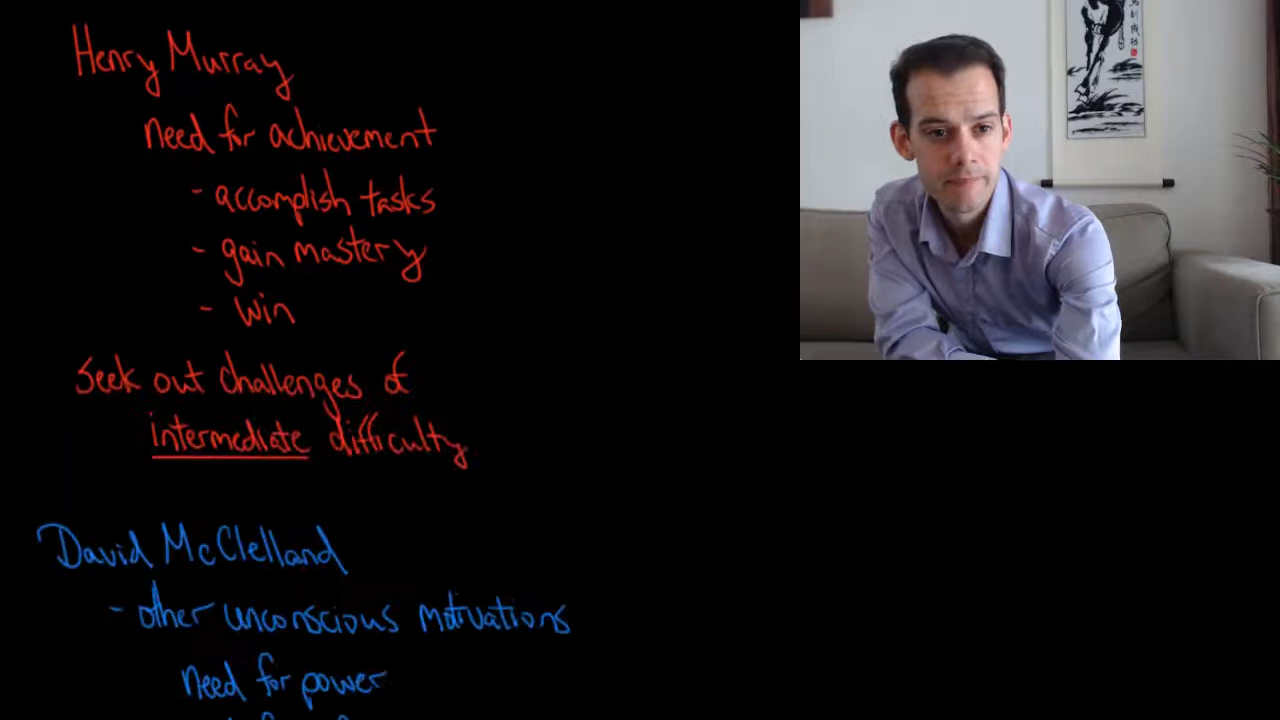 Henry Murray
need for achievement
- accomplish tasks
- gain mastery
- win
Seek out challenges of
intermediate difficulty
David McClelland
- other unconscious motivations
need for power